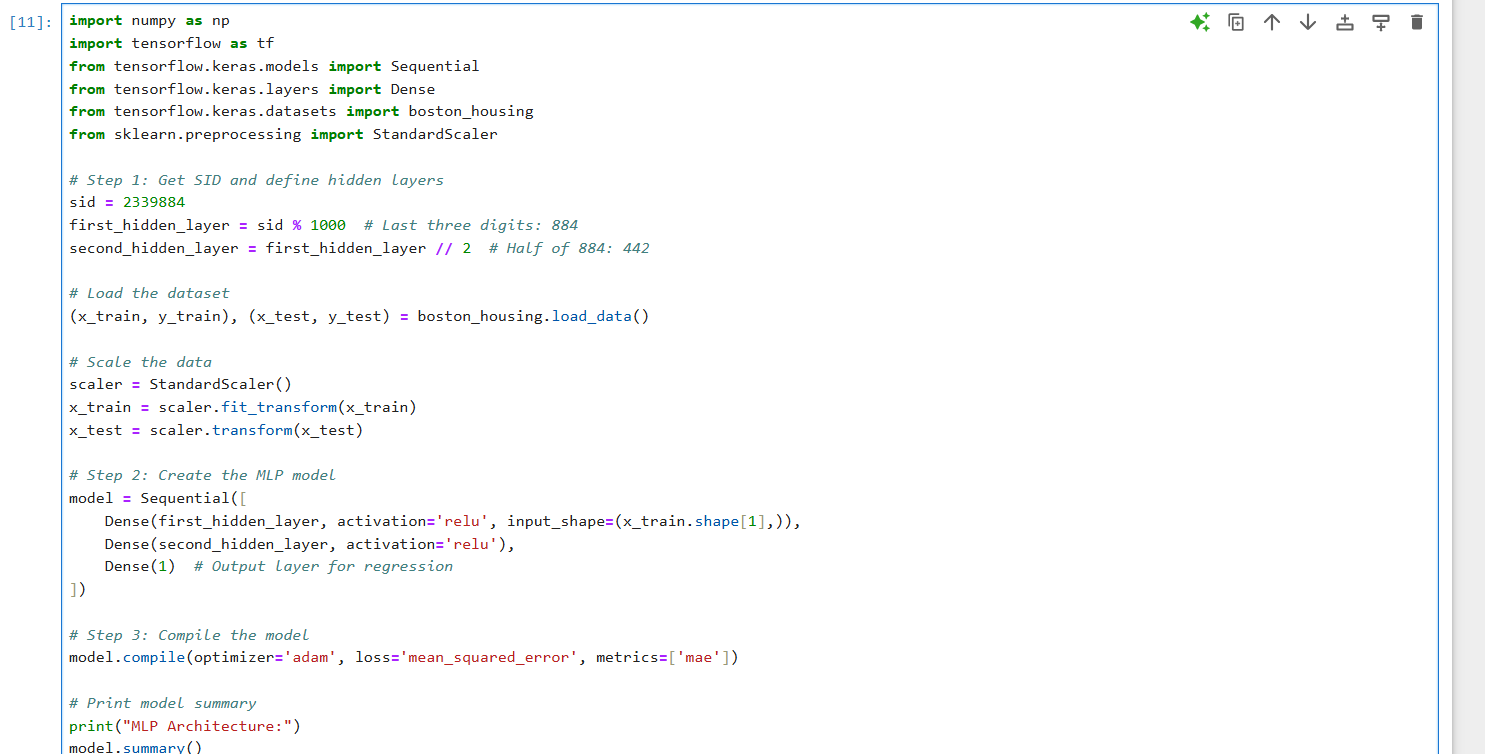 [11]:
import numpy as np
import tensorflow as tf
from tensorflow.keras.models import Sequential
from tensorflow.keras.layers import Dense
from tensorflow.keras.datasets import boston_housing
from sklearn.preprocessing import StandardScaler
# Step 1: Get SID and define hidden layers
sid = 2339884
first_hidden_layer = sid % 1000  # Last three digits: 884
second_hidden_layer = first_hidden_layer // 2  # Half of 884: 442
# Load the dataset
(x_train, y_train), (x_test, y_test) = boston_housing.load_data()
# Scale the data
scaler = StandardScaler()
x_train = scaler.fit_transform(x_train)
x_test = scaler.transform(x_test)
# Step 2: Create the MLP model
model = Sequential([
    Dense(first_hidden_layer, activation='relu', input_shape=(x_train.shape[1],)),
    Dense(second_hidden_layer, activation='relu'),
    Dense(1)  # Output layer for regression
])
# Step 3: Compile the model
model.compile(optimizer='adam', loss='mean_squared_error', metrics=['mae'])
# Print model summary
print("MLP Architecture:")
model.summary()